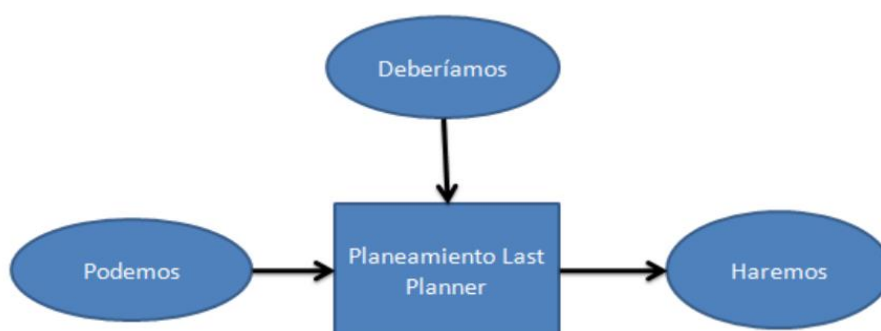 Deberíamos
Podemos
Planeamiento Last
Planner
Haremos